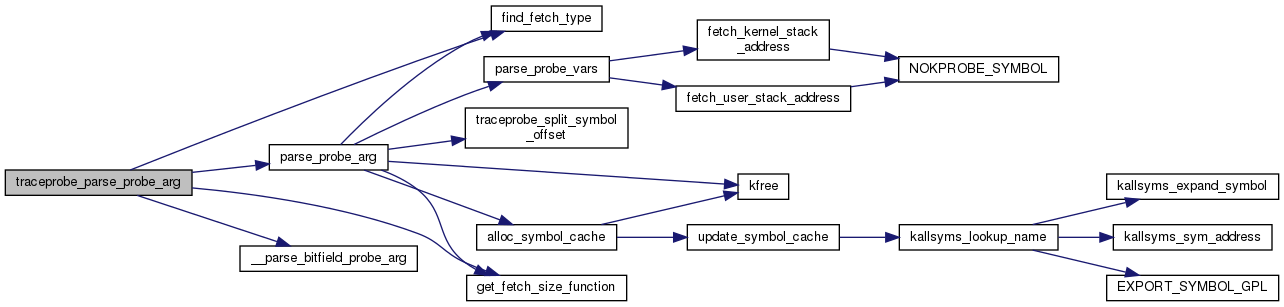 find_fetch_type
fetch_kernel_stack
_address
parse_probe_vars
NOKPROBE_SYMBOL
fetch_user_stack_address
traceprobe_split_symbol
_offset
parse_probe_arg
traceprobe_parse_probe_arg
kfree
kallsyms_expand_symbol
alloc_symbol_cache
update_symbol_cache
kallsyms_lookup_name
kallsyms_sym_address
__parse_bitfield_probe_arg
get_fetch_size_function
EXPORT_SYMBOL_GPL